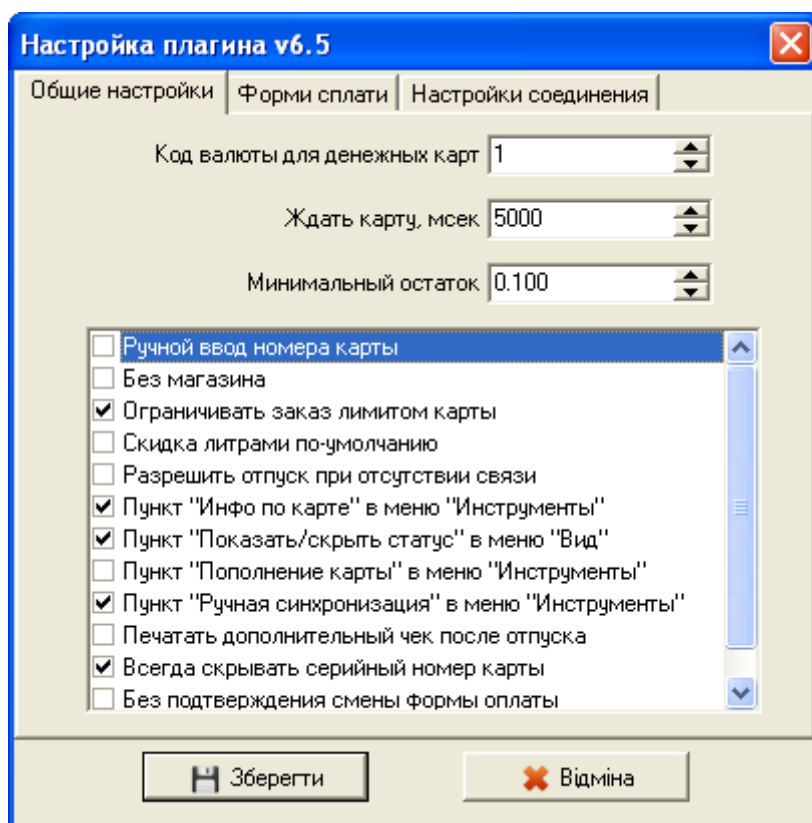 Настройка плагина v6.5
Общие настройки Форми сплати Настройки соединения
Код валюты для денежных карт 1
Ждать карту, мсек 5000
Минимальный остаток 0.100
Ручной ввод номера карты
Без магазина
Ограничивать заказ лимитом карты
Скидка литрами по-умолчанию
Разрешить отпуск при отсутствии связи
Пункт "Инфо по карте" в меню "Инструменты"
Пункт "Показать/скрыть статус" в меню "Вид"
Пункт "Пополнение карты" в меню "Инструменты"
Пункт "Ручная синхронизация" в меню "Инструменты"
Печатать дополнительный чек после отпуска
Всегда скрывать серийный номер карты
Без подтверждения смены формы оплаты
Зберегти Відміна